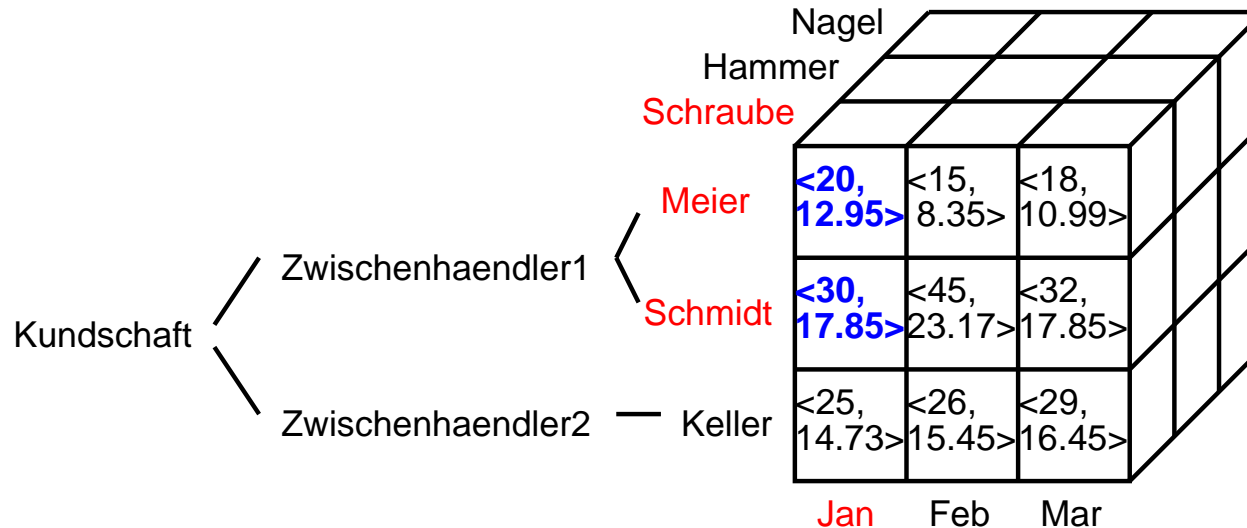 Nagel
Hammer
Schraube
Meier
<20, <15, <18,
12.95> 8.35> 10.99>
Zwischenhaendler1
Schmidt
<30, <45, <32,
17.85> 23.17> 17.85>
Kundschaft
Zwischenhaendler2 Keller
<25, <26, <29,
14.73> 15.45> 16.45>
Jan Feb Mar